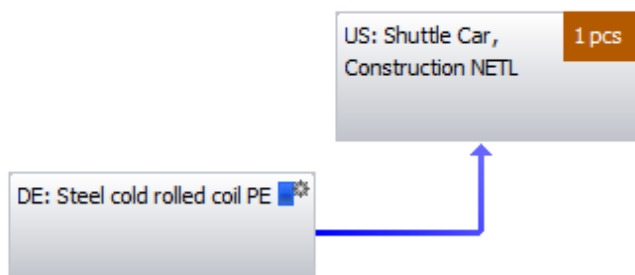 US: Shuttle Car,
Construction NETL
1 pcs
DE: Steel cold rolled coil PE